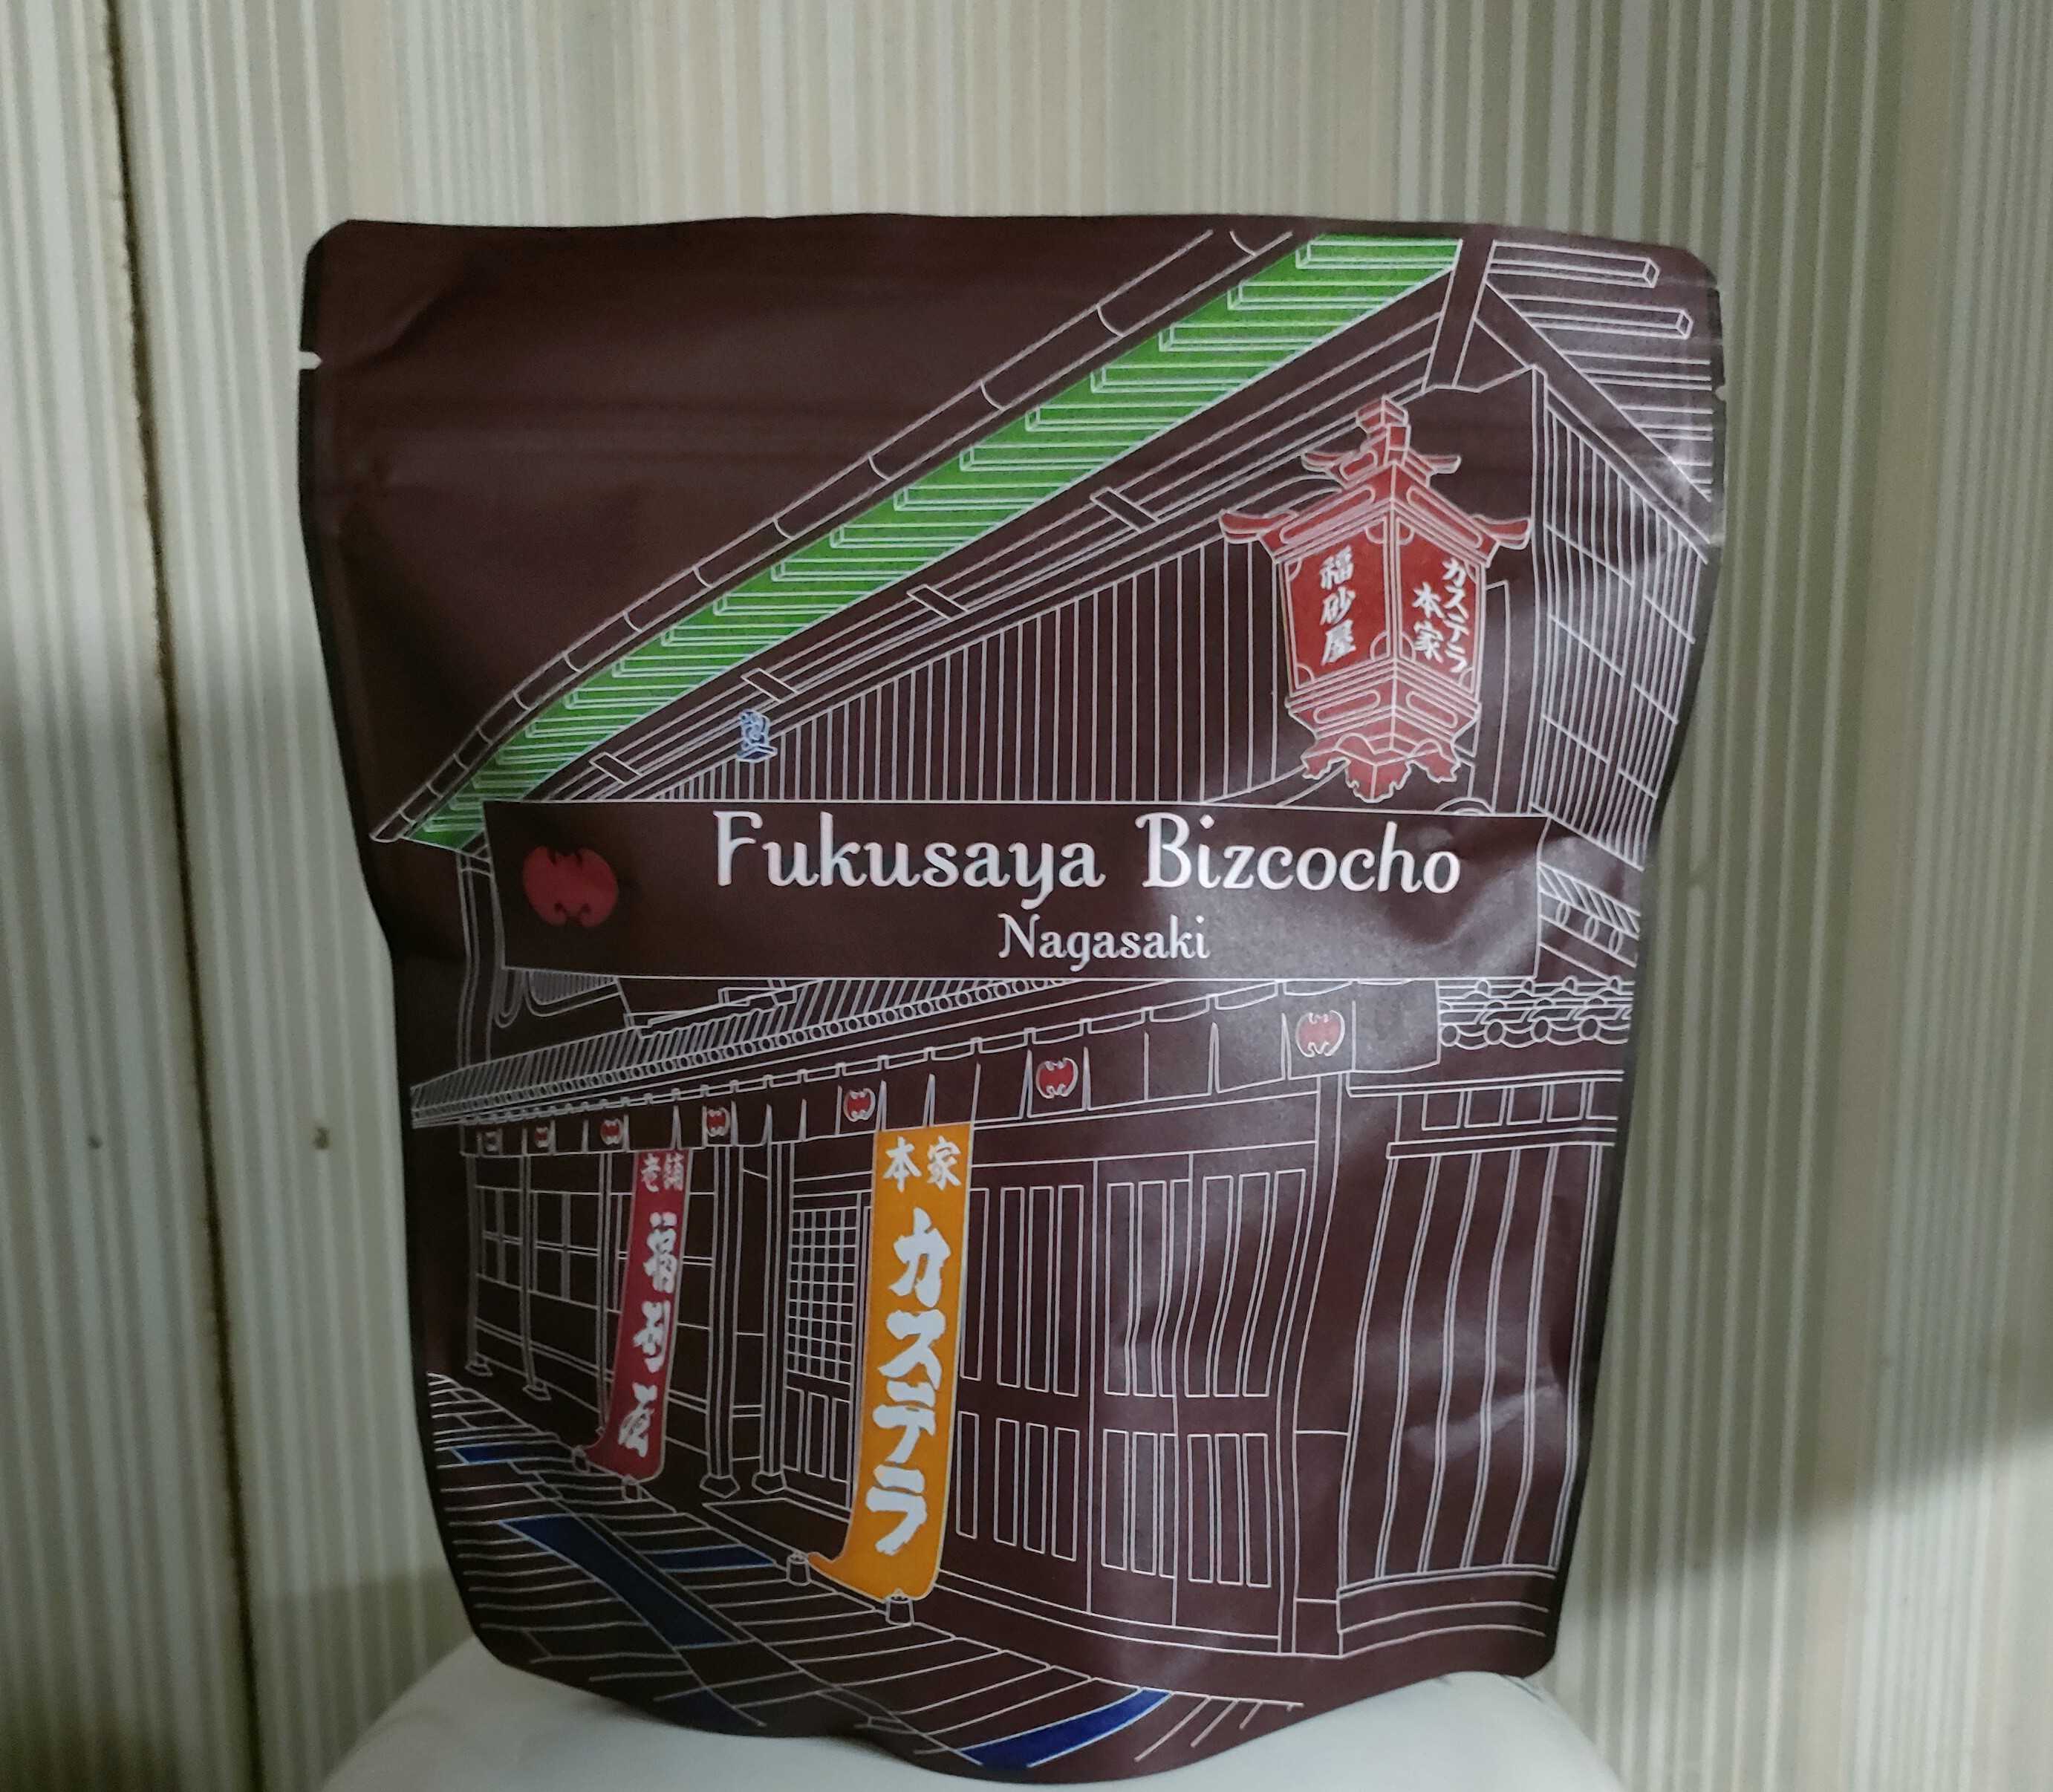 福砂屋
カステラ
本家
Fukusaya Bizcocho
Nagasaki
老舗
福砂屋
本家
カステラ